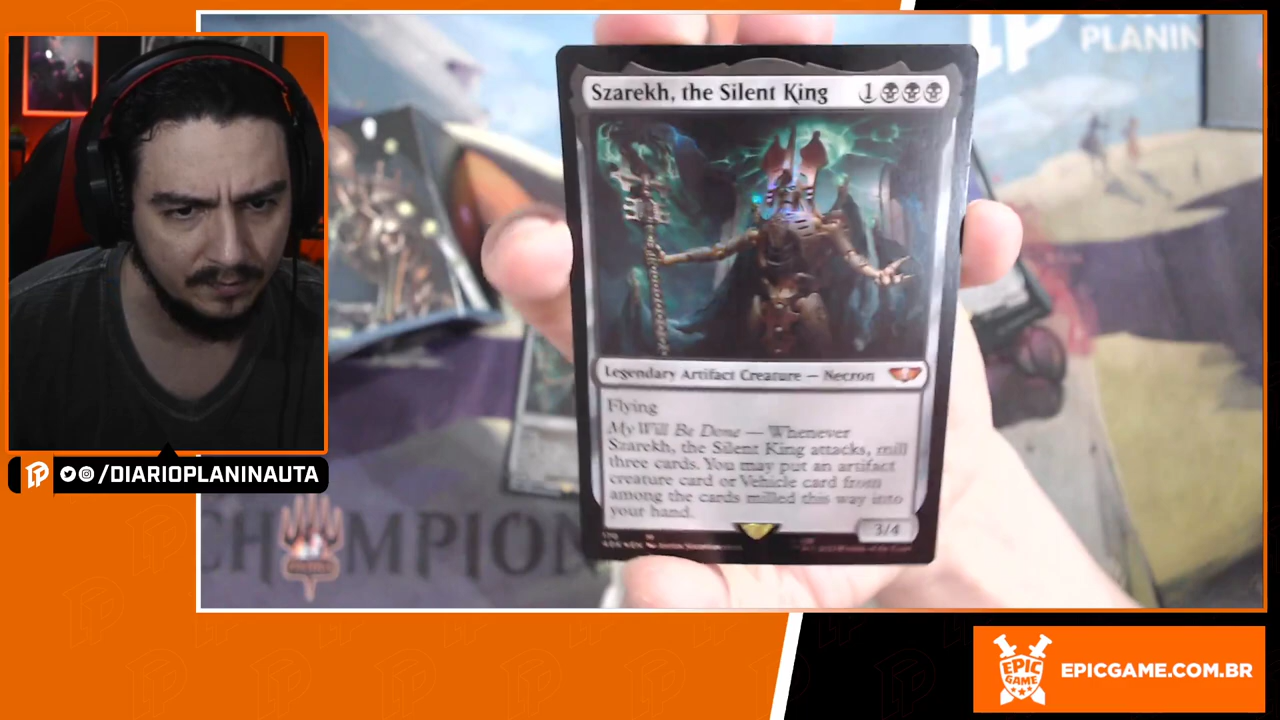 PLANIN
Szarekh, the Silent King 1
Legendary Artifact Creature — Necron
Flying
My Will Be Done — Whenever
Szarekh, the Silent King attacks, mill
three cards. You may put an artifact
creature card or Vehicle card from
among the cards milled this way into
your hand.
3/4
/DIARIOPLANINAUTA
CHAMPION
EPIC
GAME
EPICGAME.COM.BR